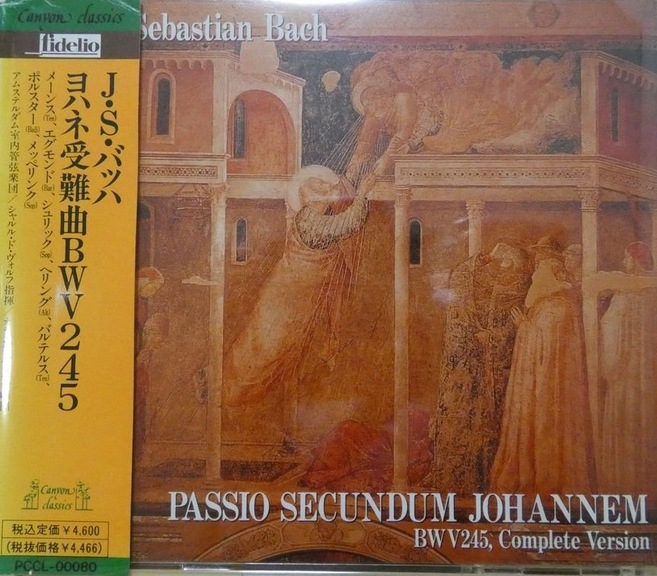 Canyon classics
fidelio
J・S・バッハ
ヨハネ受難曲BWV245
メーンス(Ten)、エグモンド(Bar)、シュリック(Sop)、ヘリング(Alt)、バルテルス(Ten)、
ポルスター(Baß)、メッペリンク(Sop)
アムステルダム室内管弦楽団/シャルル・ド・ヴォルフ指揮
Canyon classics
税込定価¥4,600
(税抜価格¥4,466)
PCCL-00080
Sebastian Bach
PASSIO SECUNDUM JOHANNEM
BWV245, Complete Version